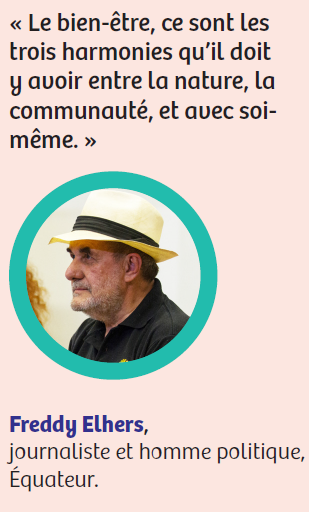 « Le bien-être, ce sont les
trois harmonies qu’il doit
y avoir entre la nature, la
communauté, et avec soi-
même. »
Freddy Elhers,
journaliste et homme politique,
Équateur.